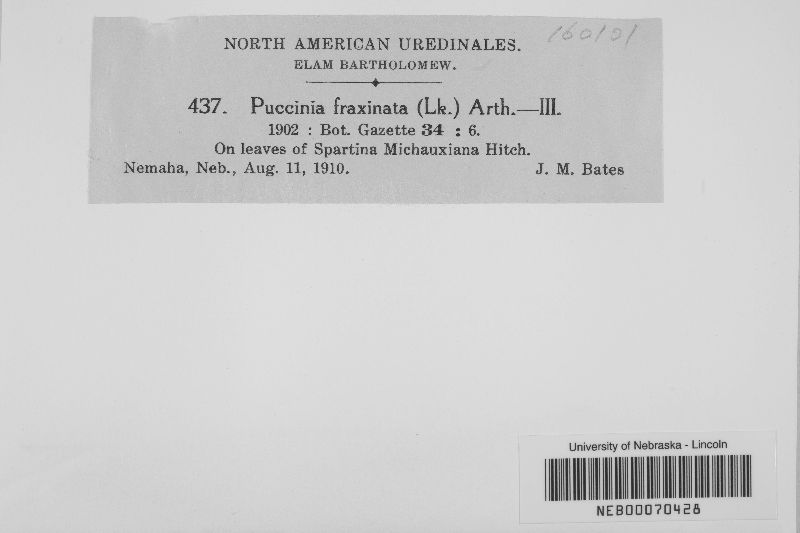 160101
NORTH AMERICAN UREDINALES.
ELAM BARTHOLOMEW.
437. Puccinia fraxinata (Lk.) Arth.—III.
1902 : Bot. Gazette 34 : 6.
On leaves of Spartina Michauxiana Hitch.
Nemaha, Neb., Aug. 11, 1910. J. M. Bates
University of Nebraska - Lincoln
NEB00070428